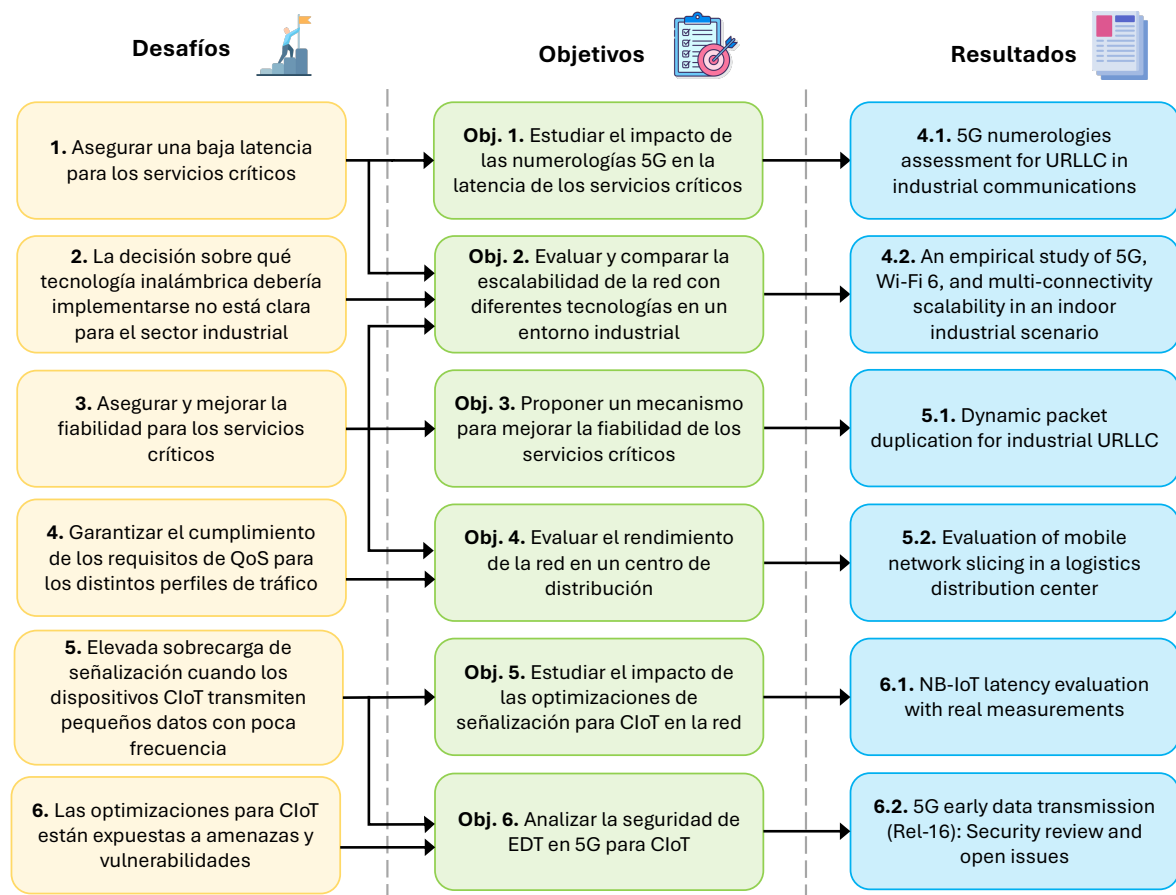 Desafíos
Objetivos
Resultados
1. Asegurar una baja latencia
para los servicios críticos
Obj. 1. Estudiar el impacto de
las numerologías 5G en la
latencia de los servicios críticos
4.1. 5G numerologies
assessment for URLLC in
industrial communications
2. La decisión sobre qué
tecnología inalámbrica debería
implementarse no está clara
para el sector industrial
Obj. 2. Evaluar y comparar la
escalabilidad de la red con
diferentes tecnologías en un
entorno industrial
4.2. An empirical study of 5G,
Wi-Fi 6, and multi-connectivity
scalability in an indoor
industrial scenario
3. Asegurar y mejorar la
fiabilidad para los servicios
críticos
Obj. 3. Proponer un mecanismo
para mejorar la fiabilidad de los
servicios críticos
5.1. Dynamic packet
duplication for industrial URLLC
4. Garantizar el cumplimiento
de los requisitos de QoS para
los distintos perfiles de tráfico
Obj. 4. Evaluar el rendimiento
de la red en un centro de
distribución
5.2. Evaluation of mobile
network slicing in a logistics
distribution center
5. Elevada sobrecarga de
señalización cuando los
dispositivos CIoT transmiten
pequeños datos con poca
frecuencia
Obj. 5. Estudiar el impacto de
las optimizaciones de
señalización para CIoT en la red
6.1. NB-IoT latency evaluation
with real measurements
6. Las optimizaciones para CIoT
están expuestas a amenazas y
vulnerabilidades
Obj. 6. Analizar la seguridad de
EDT en 5G para CIoT
6.2. 5G early data transmission
(Rel-16): Security review and
open issues